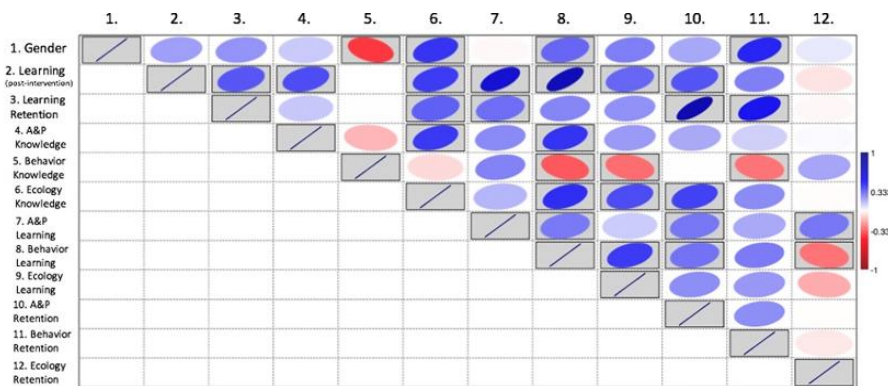 1. 2. 3. 4. 5. 6. 7. 8. 9. 10. 11. 12.
1. Gender
2. Learning
(post-intervention)
3. Learning
Retention
4. A&P
Knowledge
5. Behavior
Knowledge
6. Ecology
Knowledge
7. A&P
Learning
8. Behavior
Learning
9. Ecology
Learning
10. A&P
Retention
11. Behavior
Retention
12. Ecology
Retention
1
0.333
-0.33
-1